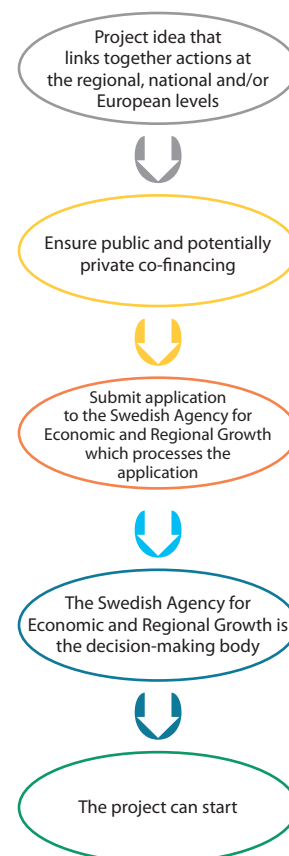 Project idea that
links together actions at
the regional, national and/or
European levels
Ensure public and potentially
private co-financing
Submit application
to the Swedish Agency for
Economic and Regional Growth
which processes the
application
The Swedish Agency for
Economic and Regional Growth is
the decision-making body
The project can start